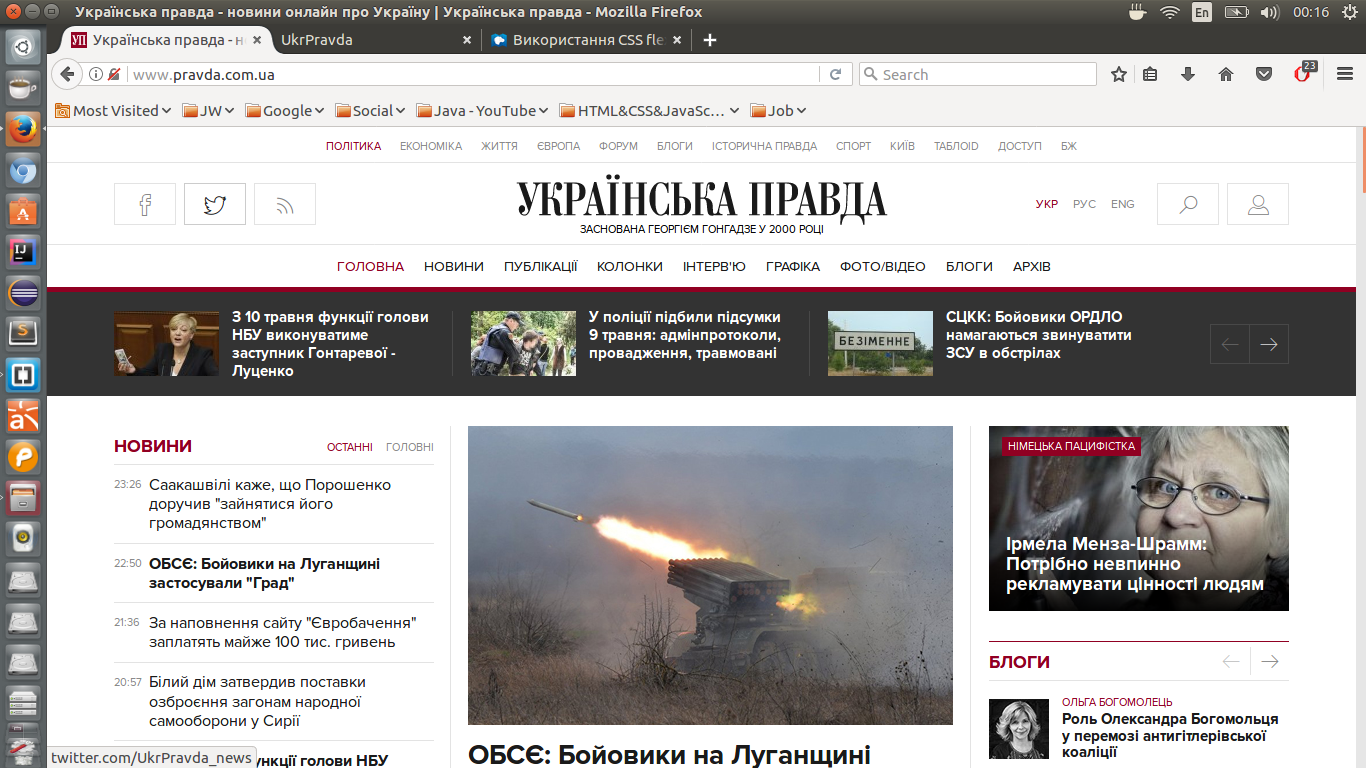 Українська правда - новини онлайн про Україну | Українська правда - Mozilla Firefox
En
00:16
УП
Українська правда - н
UkrPravda
Використання CSS fle
www.pravda.com.ua
Search
23
Most Visited
JW
Google
Social
Java - YouTube
HTML&CSS&JavaSc...
Job
ПОЛІТИКА
ЕКОНОМІКА
ЖИТТЯ
ЄВРОПА
ФОРУМ
БЛОГИ
ІСТОРИЧНА ПРАВДА
СПОРТ
КИЇВ
ТАБЛОID
ДОСТУП
БЖ
УКРАЇНСЬКА ПРАВДА
ЗАСНОВАНА ГЕОРГІЄМ ГОНГАДЗЕ У 2000 РОЦІ
УКР
РУС
ENG
ГОЛОВНА
НОВИНИ
ПУБЛІКАЦІЇ
КОЛОНКИ
ІНТЕРВ'Ю
ГРАФІКА
ФОТО/ВІДЕО
БЛОГИ
АРХІВ
З 10 травня функції голови
НБУ виконуватиме
заступник Гонтаревої -
Луценко
У поліції підбили підсумки
9 травня: адмінпротоколи,
провадження, травмовані
БЕЗІМЕННЕ
СЦКК: Бойовики ОРДЛО
намагаються звинуватити
ЗСУ в обстрілах
НОВИНИ
ОСТАННІ
ГОЛОВНІ
23:26
Саакашвілі каже, що Порошенко
доручив "зайнятися його
громадянством"
22:50
ОБСЄ: Бойовики на Луганщині
застосували "Град"
21:36
За наповнення сайту "Євробачення"
заплатять майже 100 тис. гривень
20:57
Білий дім затвердив поставки
озброєння загонам народної
самооборони у Сирії
ункції голови НБУ
twitter.com/UkrPravda_news
ОБСЄ: Бойовики на Луганщині
НІМЕЦЬКА ПАЦИФІСТКА
Ірмела Менза-Шрамм:
Потрібно невпинно
рекламувати цінності людям
БЛОГИ
ОЛЬГА БОГОМОЛЕЦЬ
Роль Олександра Богомольця
у перемозі антигітлерівської
коаліції